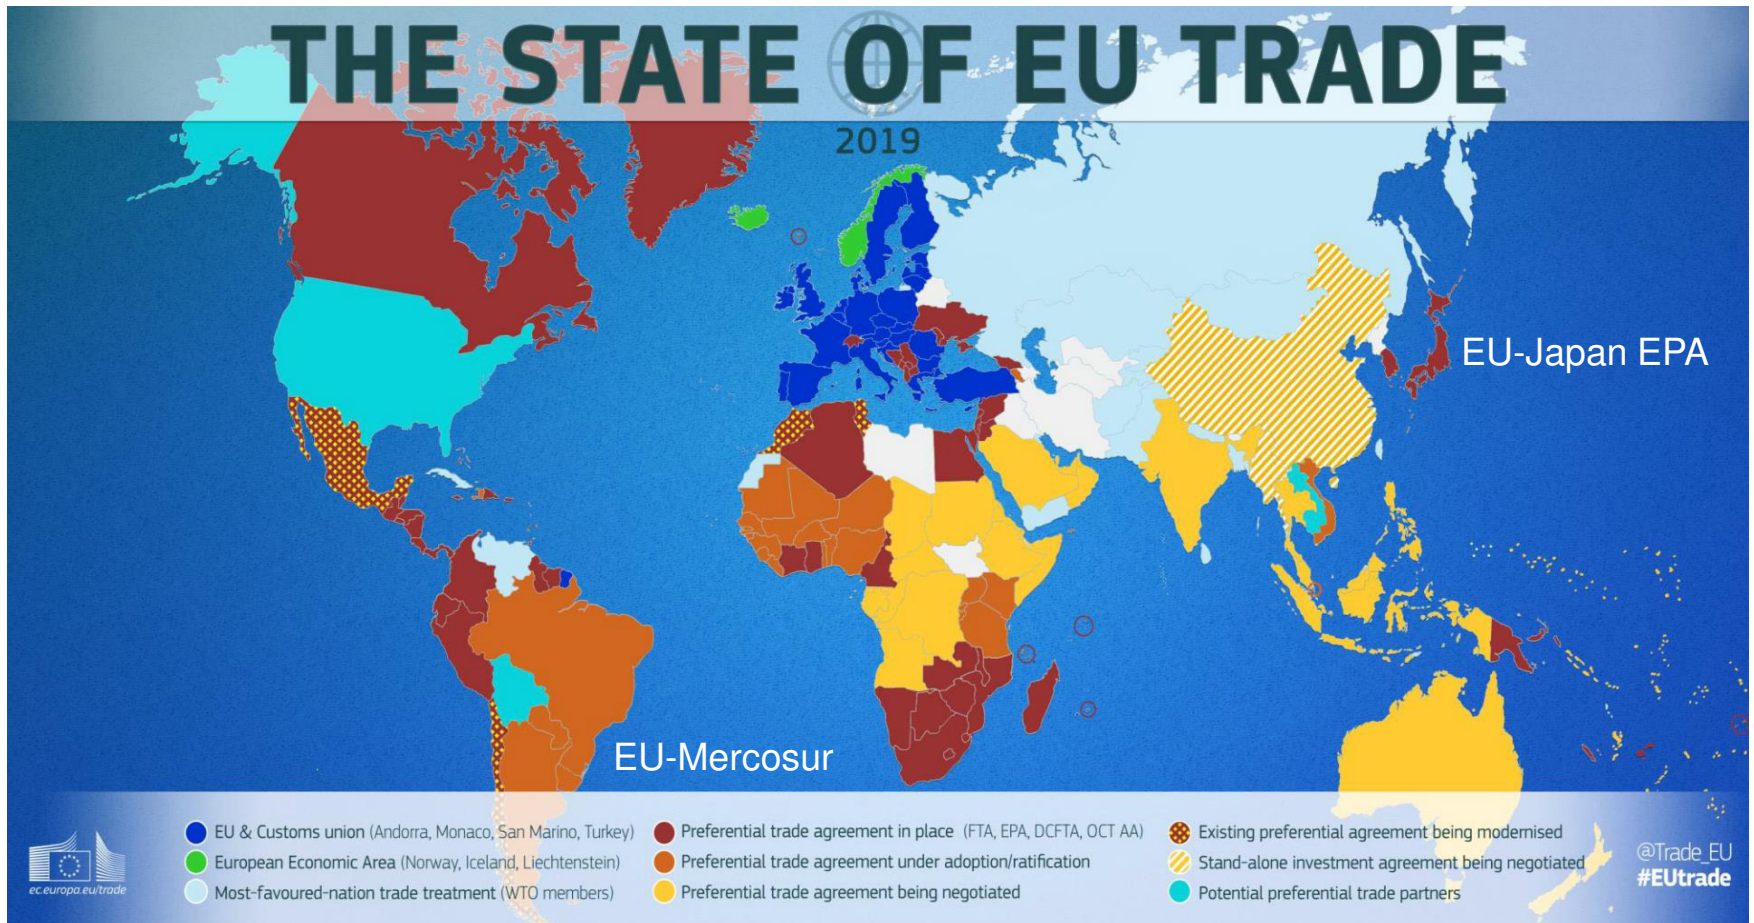 THE STATE OF EU TRADE
2019
EU-Japan EPA
EU-Mercosur
EU & Customs union (Andorra, Monaco, San Marino, Turkey)
European Economic Area (Norway, Iceland, Liechtenstein)
Most-favoured-nation trade treatment (WTO members)
Preferential trade agreement in place (FTA, EPA, DCFTA, OCT AA)
Preferential trade agreement under adoption/ratification
Preferential trade agreement being negotiated
Existing preferential agreement being modernised
Stand-alone investment agreement being negotiated
Potential preferential trade partners
ec.europa.eu/trade
@Trade_EU
#EUtrade